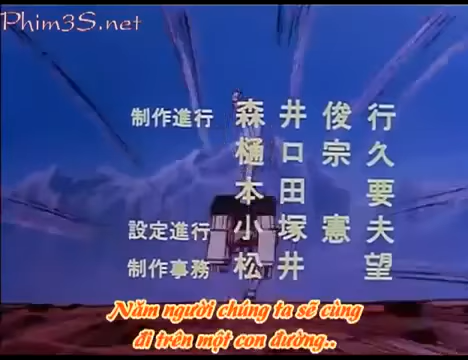 Phim3S.net
制作進行 森井俊行
樋口宗久
本田 要
設定進行 小塚憲夫
制作事務 松井 望
Năm người chúng ta sẽ cùng
đi trên một con đường..